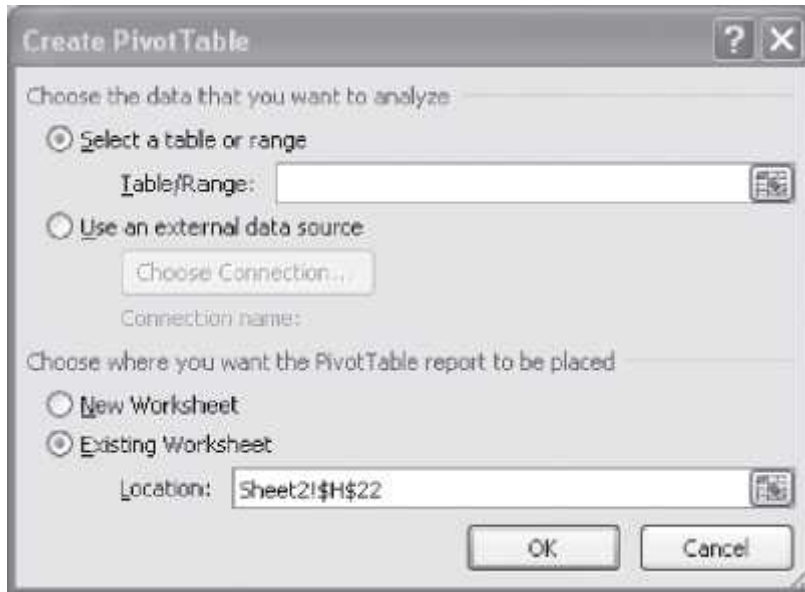 Create PivotTable
Choose the data that you want to analyze
Select a table or range
Table/Range:
Use an external data source
Choose Connection...
Connection name:
Choose where you want the PivotTable report to be placed
New Worksheet
Existing Worksheet
Location: Sheet2!$H$22
OK Cancel